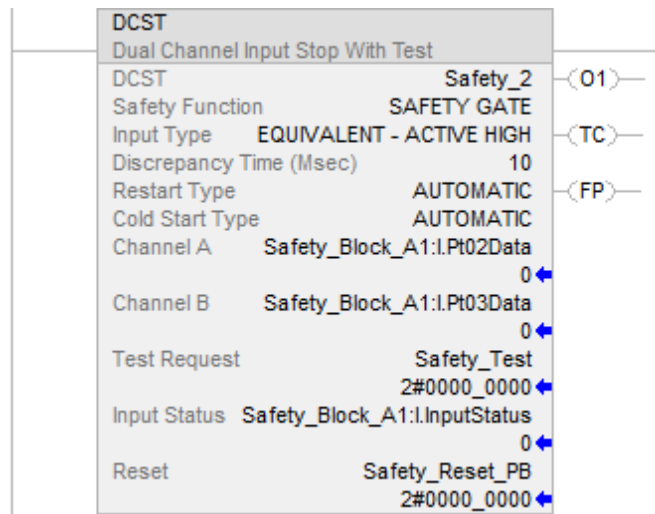 DCST
Dual Channel Input Stop With Test
DCST Safety_2 (O1)
Safety Function SAFETY GATE
Input Type EQUIVALENT - ACTIVE HIGH (TC)
Discrepancy Time (Msec) 10
Restart Type AUTOMATIC (FP)
Cold Start Type AUTOMATIC
Channel A Safety_Block_A1:I.Pt02Data
0
Channel B Safety_Block_A1:I.Pt03Data
0
Test Request Safety_Test
2#0000_0000
Input Status Safety_Block_A1:I.InputStatus
0
Reset Safety_Reset_PB
2#0000_0000